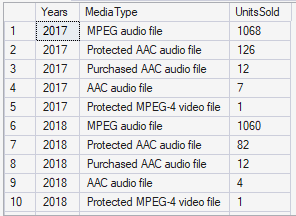 Years MediaType UnitsSold
1 2017 MPEG audio file 1068
2 2017 Protected AAC audio file 126
3 2017 Purchased AAC audio file 12
4 2017 AAC audio file 7
5 2017 Protected MPEG-4 video file 1
6 2018 MPEG audio file 1060
7 2018 Protected AAC audio file 82
8 2018 Purchased AAC audio file 12
9 2018 AAC audio file 4
10 2018 Protected MPEG-4 video file 1